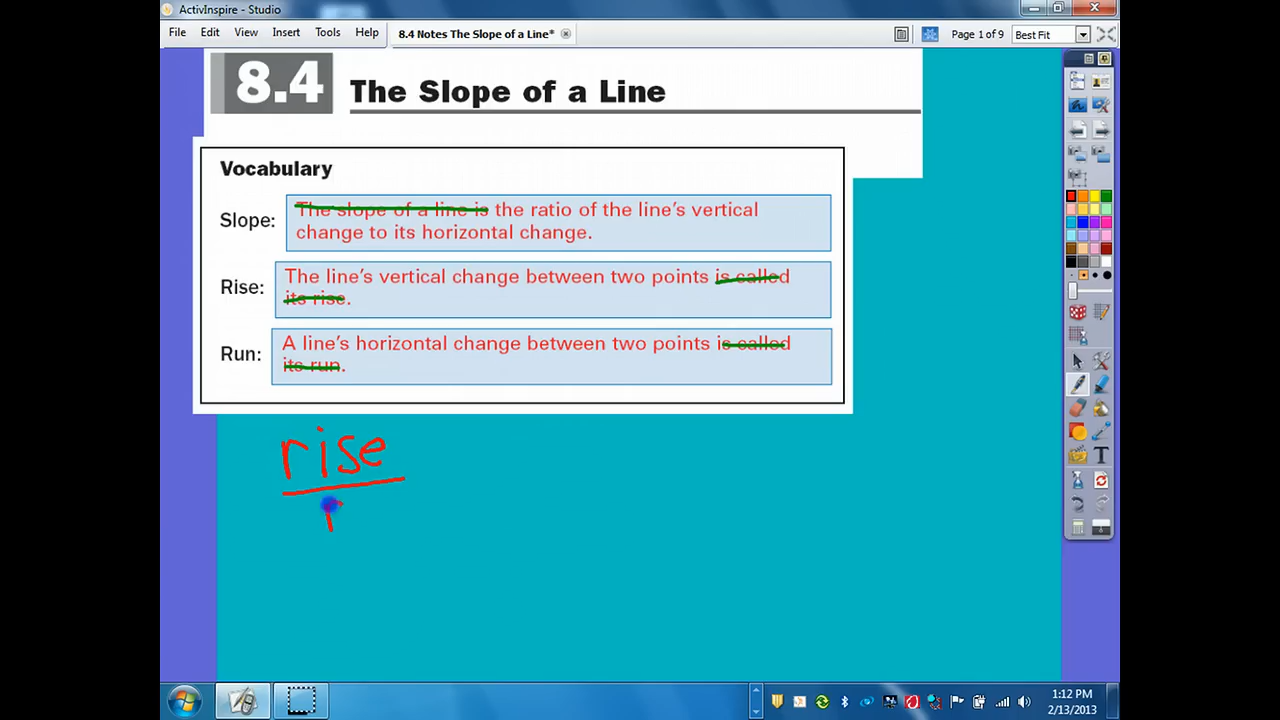 ActivInspire - Studio
File Edit View Insert Tools Help 8.4 Notes The Slope of a Line* Page 1 of 9 Best Fit
8.4 The Slope of a Line
Vocabulary
Slope: The slope of a line is the ratio of the line's vertical
change to its horizontal change.
Rise: The line's vertical change between two points is called
its rise.
Run: A line's horizontal change between two points is called
its run.
rise
r
1:12 PM
2/13/2013